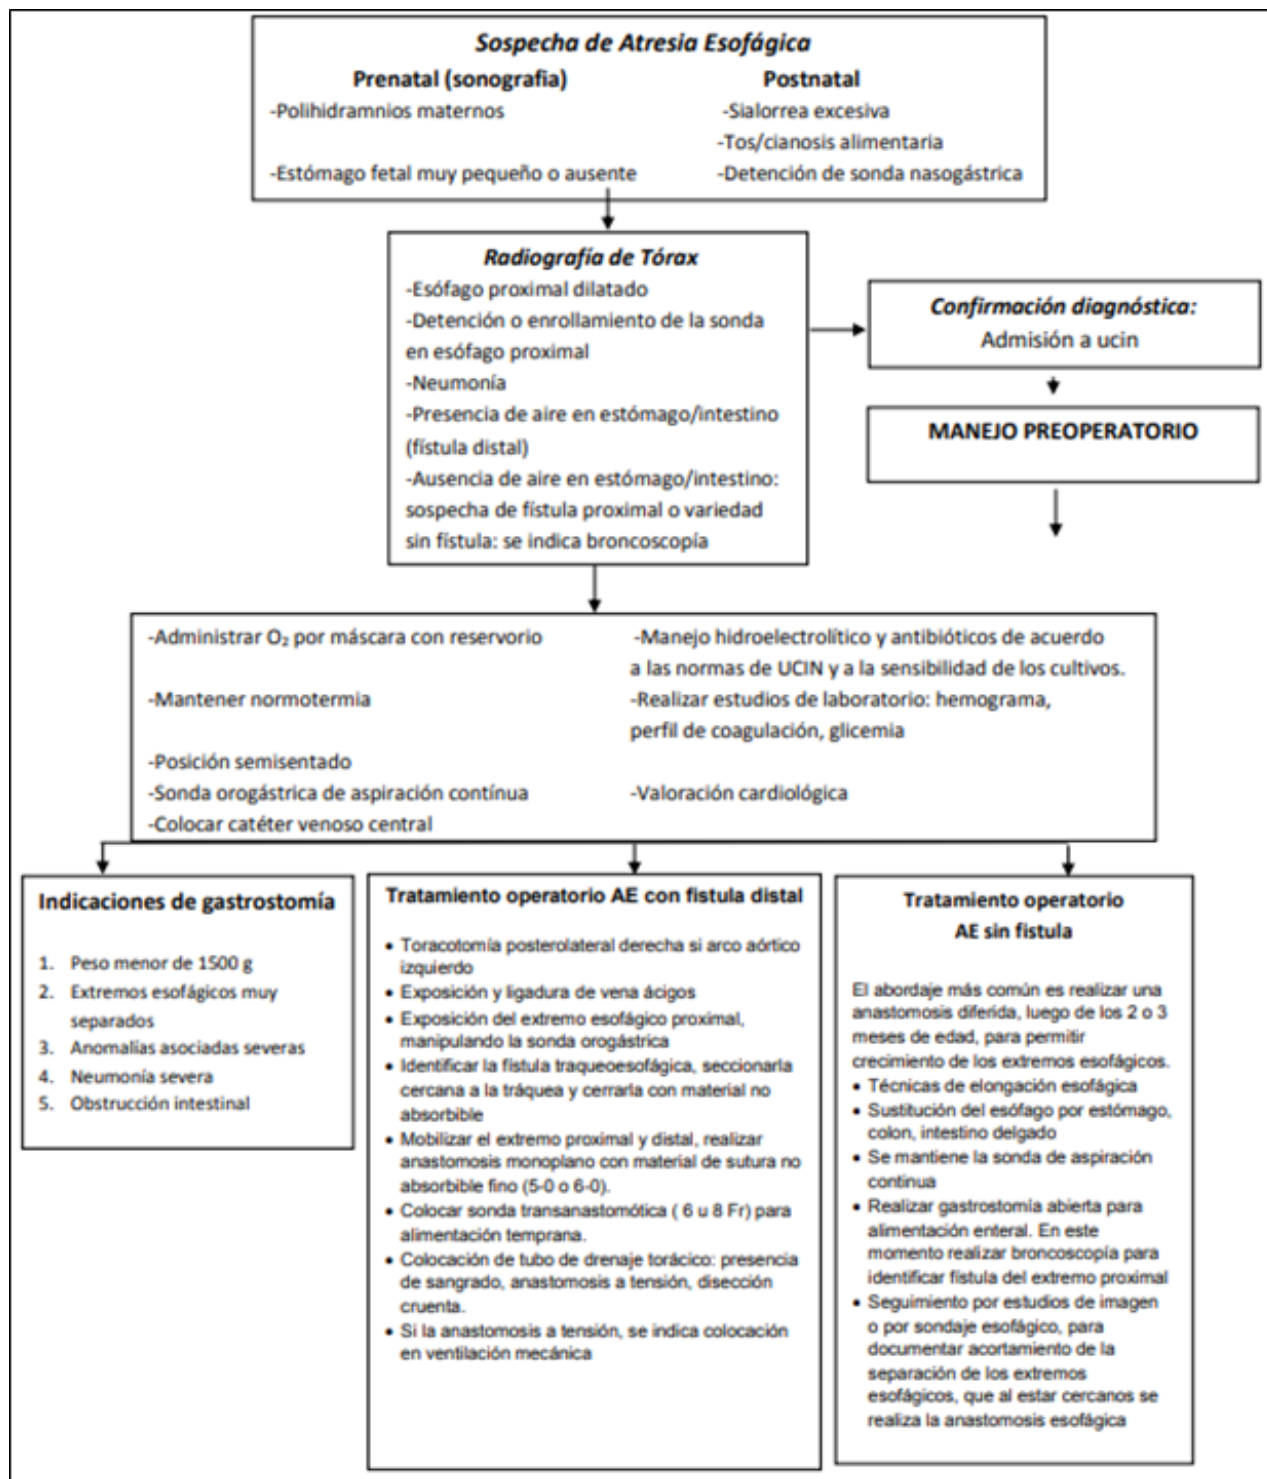 Sospecha de Atresia Esofágica
Prenatal (sonografia) Postnatal
-Polihidramnios maternos -Sialorrea excesiva
-Tos/cianosis alimentaria
-Estómago fetal muy pequeño o ausente -Detención de sonda nasogástrica
Radiografía de Tórax
-Esófago proximal dilatado
-Detención o enrollamiento de la sonda
en esófago proximal
-Neumonía
-Presencia de aire en estómago/intestino
(fístula distal)
-Ausencia de aire en estómago/intestino:
sospecha de fístula proximal o variedad
sin fístula: se indica broncoscopía
Confirmación diagnóstica:
Admisión a ucin
MANEJO PREOPERATORIO
-Administrar O₂ por máscara con reservorio -Manejo hidroelectrolítico y antibióticos de acuerdo
a las normas de UCIN y a la sensibilidad de los cultivos.
-Mantener normotermia -Realizar estudios de laboratorio: hemograma,
perfil de coagulación, glicemia
-Posición semisentado
-Sonda orogástrica de aspiración contínua -Valoración cardiológica
-Colocar catéter venoso central
Indicaciones de gastrostomía
1. Peso menor de 1500 g
2. Extremos esofágicos muy
separados
3. Anomalías asociadas severas
4. Neumonía severa
5. Obstrucción intestinal
Tratamiento operatorio AE con fistula distal
• Toracotomía posterolateral derecha si arco aórtico
izquierdo
• Exposición y ligadura de vena ácigos
• Exposición del extremo esofágico proximal,
manipulando la sonda orogástrica
• Identificar la fístula traqueoesofágica, seccionarla
cercana a la tráquea y cerrarla con material no
absorbible
• Mobilizar el extremo proximal y distal, realizar
anastomosis monoplano con material de sutura no
absorbible fino (5-0 o 6-0).
• Colocar sonda transanastomótica ( 6 u 8 Fr) para
alimentación temprana.
• Colocación de tubo de drenaje torácico: presencia
de sangrado, anastomosis a tensión, disección
cruenta.
• Si la anastomosis a tensión, se indica colocación
en ventilación mecánica
Tratamiento operatorio
AE sin fistula
El abordaje más común es realizar una
anastomosis diferida, luego de los 2 o 3
meses de edad, para permitir
crecimiento de los extremos esofágicos.
• Técnicas de elongación esofágica
• Sustitución del esófago por estómago,
colon, intestino delgado
• Se mantiene la sonda de aspiración
continua
• Realizar gastrostomía abierta para
alimentación enteral. En este
momento realizar broncoscopía para
identificar fístula del extremo proximal
• Seguimiento por estudios de imagen
o por sondaje esofágico, para
documentar acortamiento de la
separación de los extremos
esofágicos, que al estar cercanos se
realiza la anastomosis esofágica